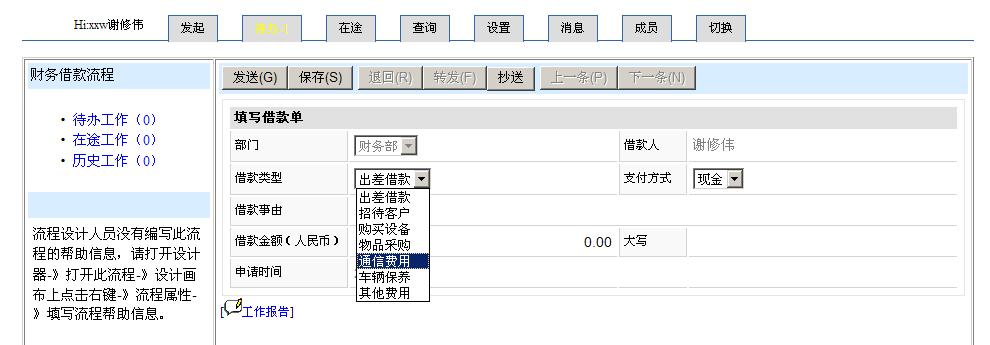 Hi:xxw谢修伟 发起 待办:1 在途 查询 设置 消息 成员 切换
财务借款流程
• 待办工作（0）
• 在途工作（0）
• 历史工作（0）
流程设计人员没有编写此流
程的帮助信息，请打开设计
器-》打开此流程-》设计画
布上点击右键-》流程属性-
》填写流程帮助信息。
发送(G) 保存(S) 退回(R) 转发(F) 抄送 上一条(P) 下一条(N)
填写借款单
部门 财务部 借款人 谢修伟
借款类型 出差借款 支付方式 现金
出差借款
招待客户
购买设备
物品采购
通信费用
车辆保养
其他费用
借款事由
借款金额（人民币） 0.00 大写
申请时间
[工作报告]